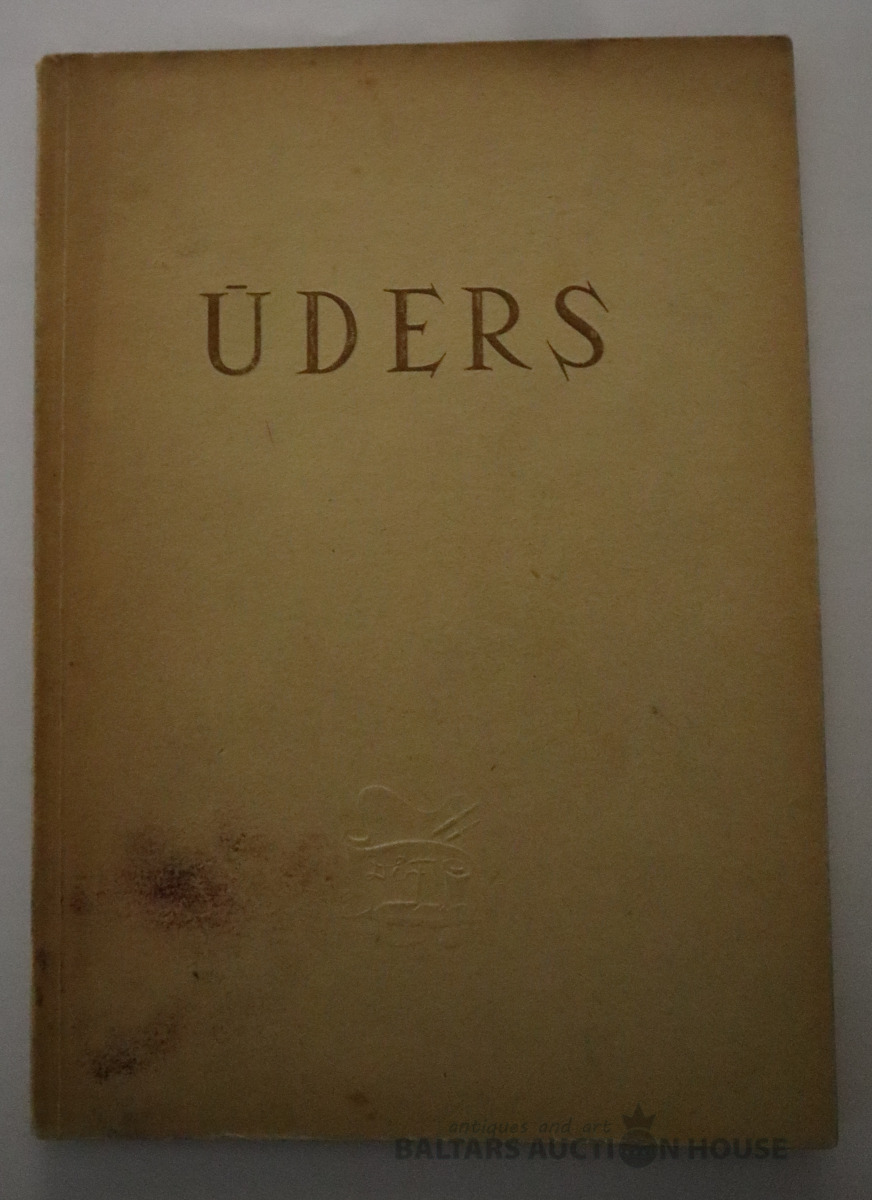 ŪDERS
antiques and art
BALTARS AUCTION HOUSE